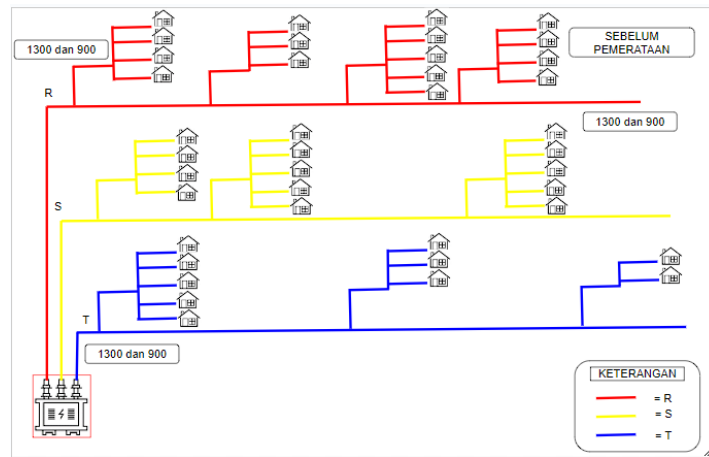 1300 dan 900
SEBELUM
PEMERATAAN
R
1300 dan 900
S
T
1300 dan 900
KETERANGAN
= R
= S
= T